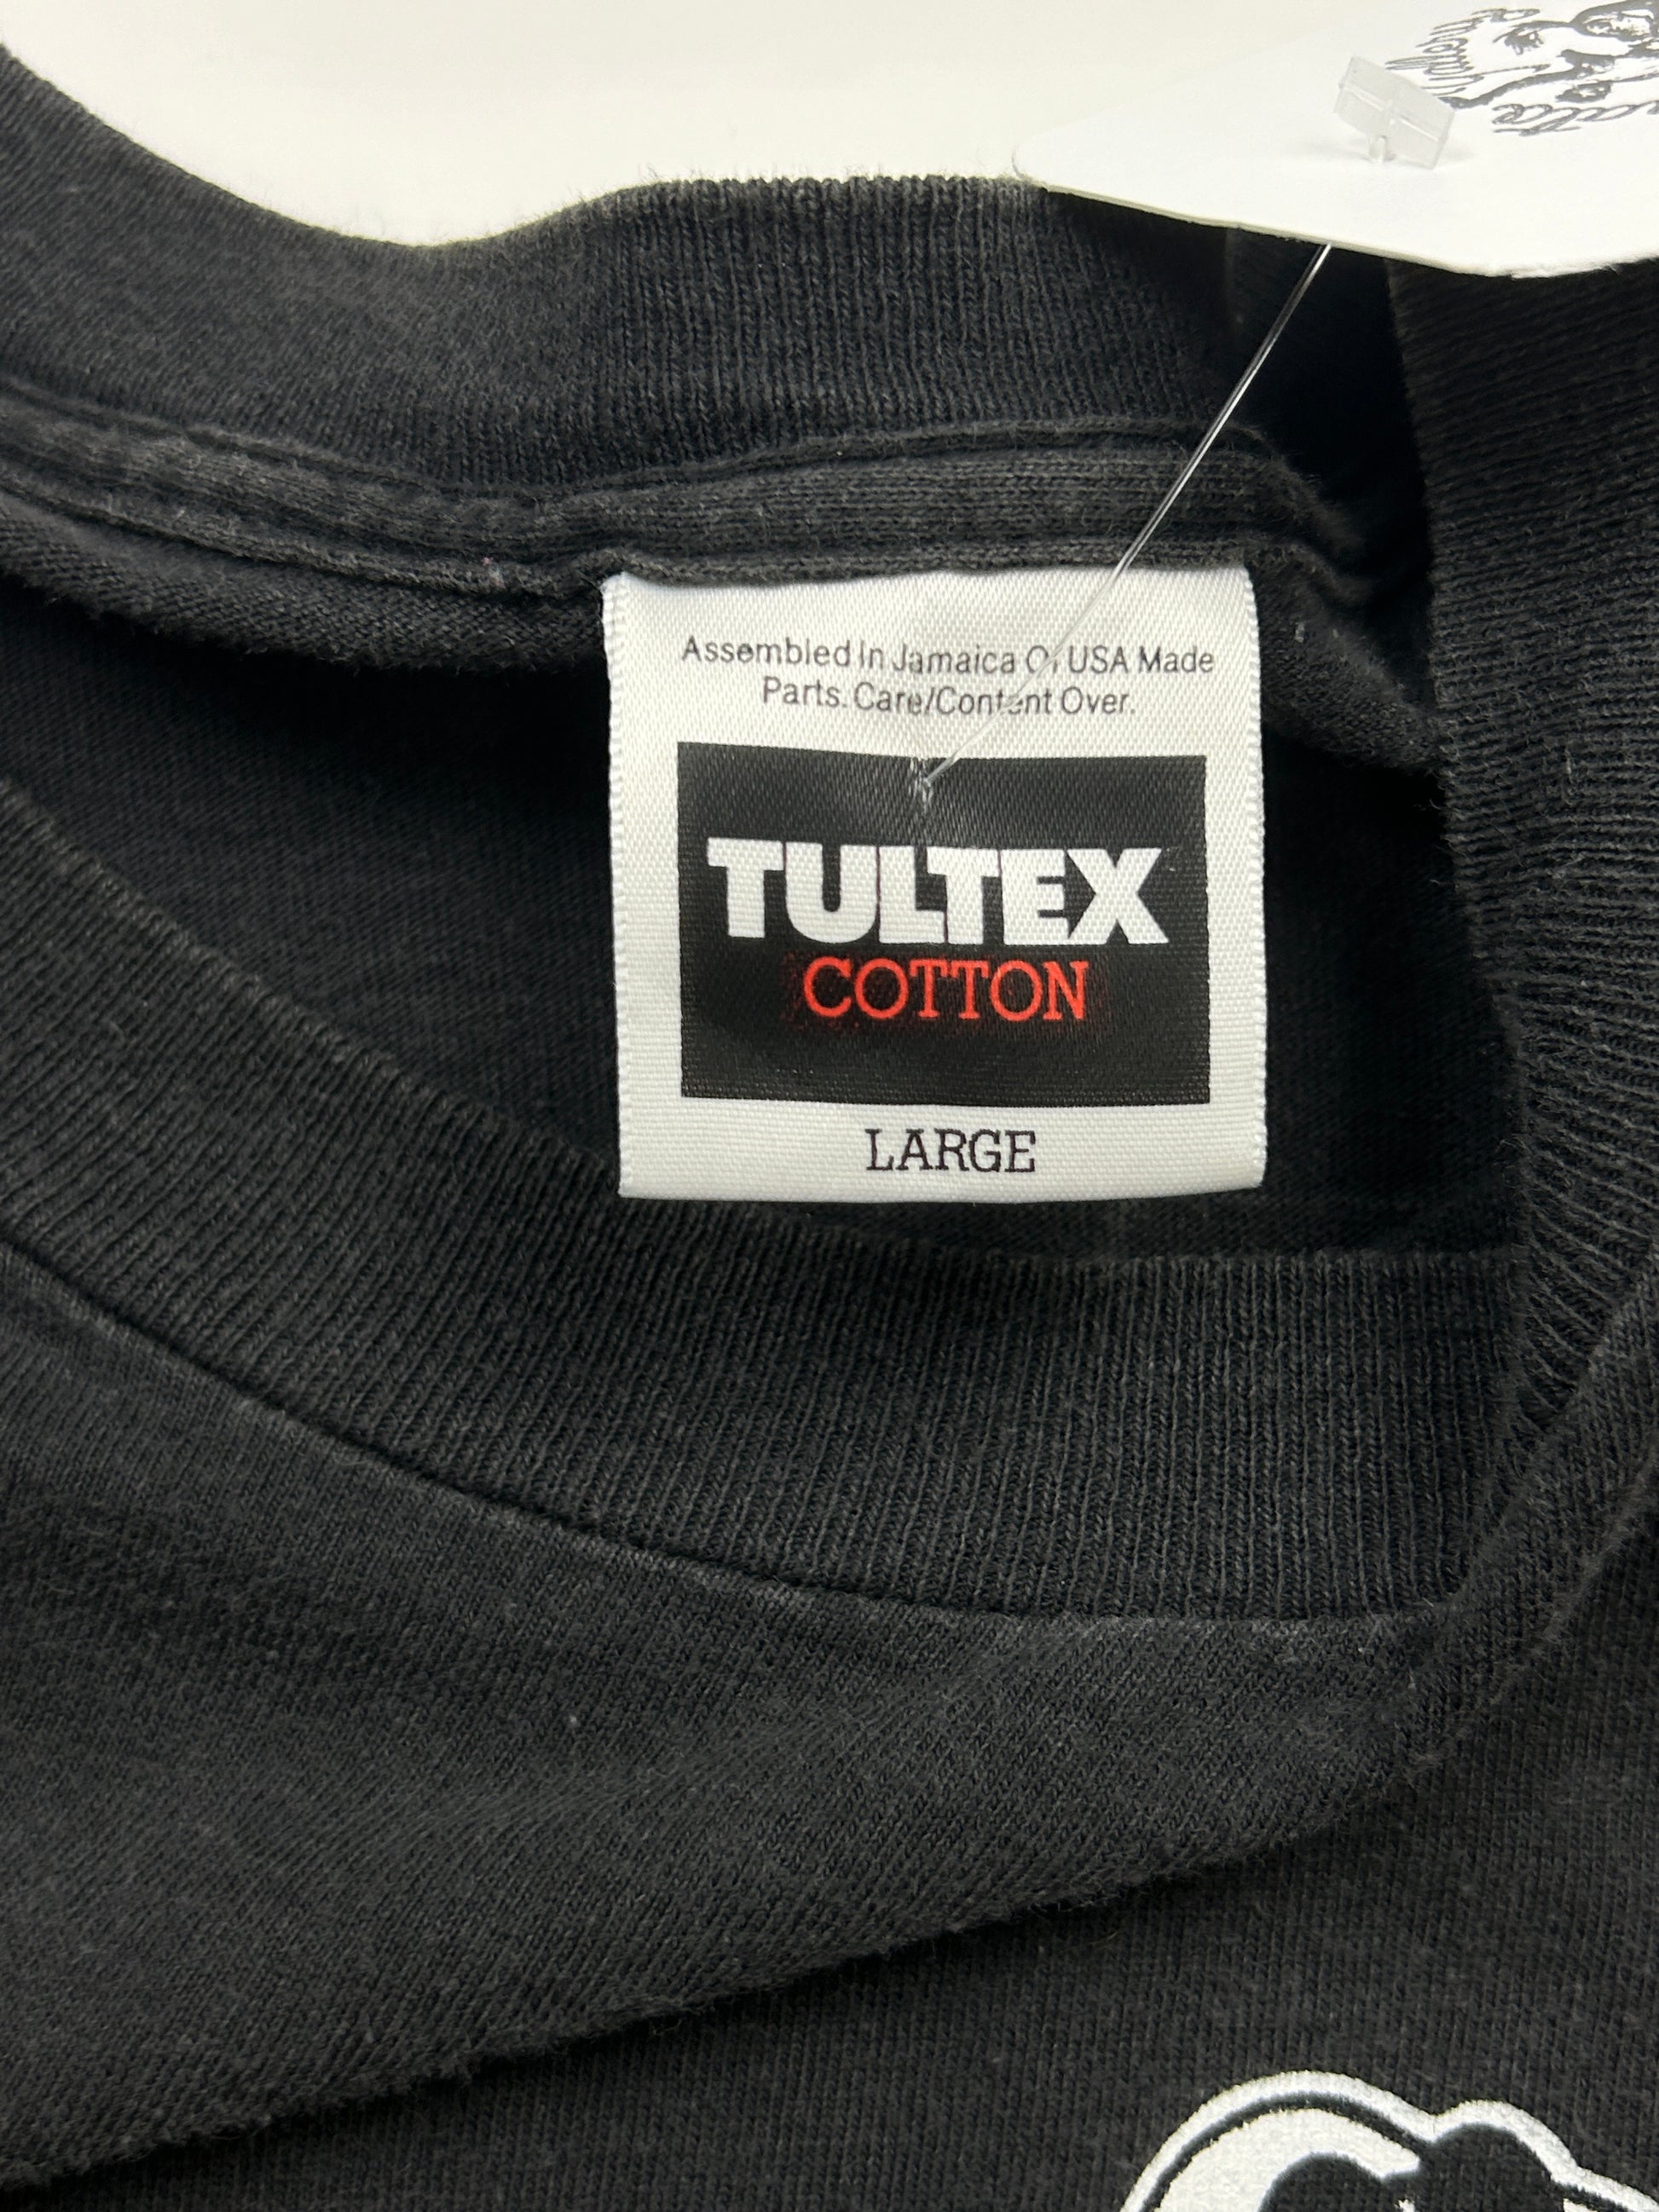 Assembled In Jamaica Of USA Made
Parts. Care/Content Over.
TULTEX
COTTON
LARGE